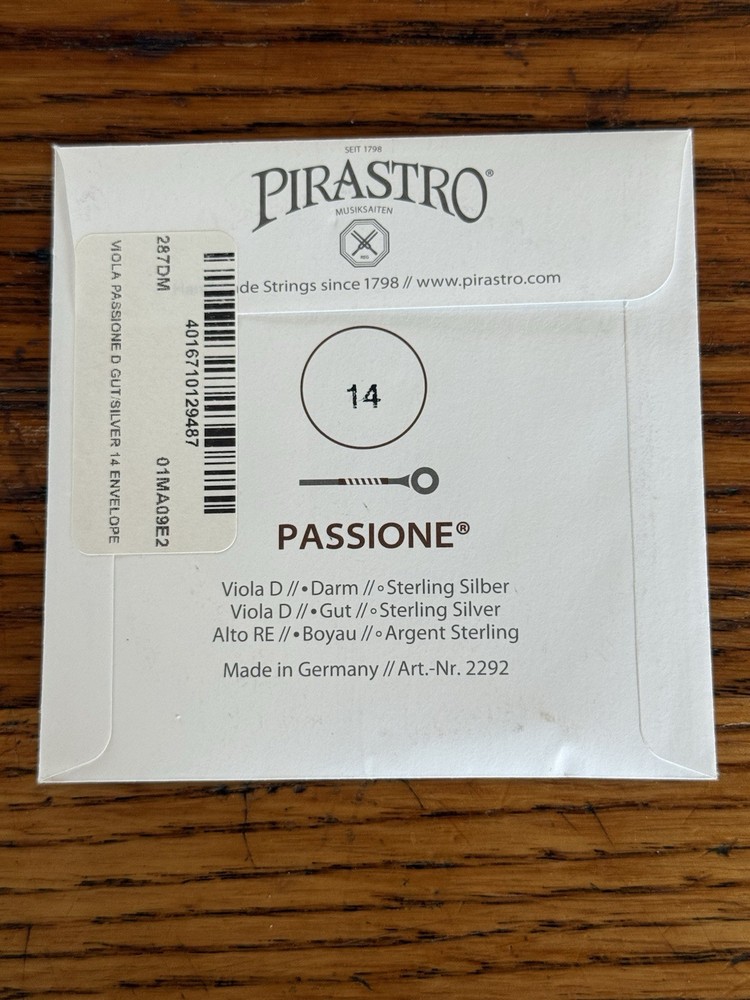 SEIT 1798
PIRASTRO®
MUSIKSAITEN
REG
de Strings since 1798 // www.pirastro.com
14
PASSIONE®
Viola D // • Darm // ∘ Sterling Silber
Viola D // • Gut // ∘ Sterling Silver
Alto RE // • Boyau // ∘ Argent Sterling
Made in Germany // Art.-Nr. 2292
287DM 01MA09E2
4016710129487
VIOLA PASSIONE D GUT/SILVER 14 ENVELOPE